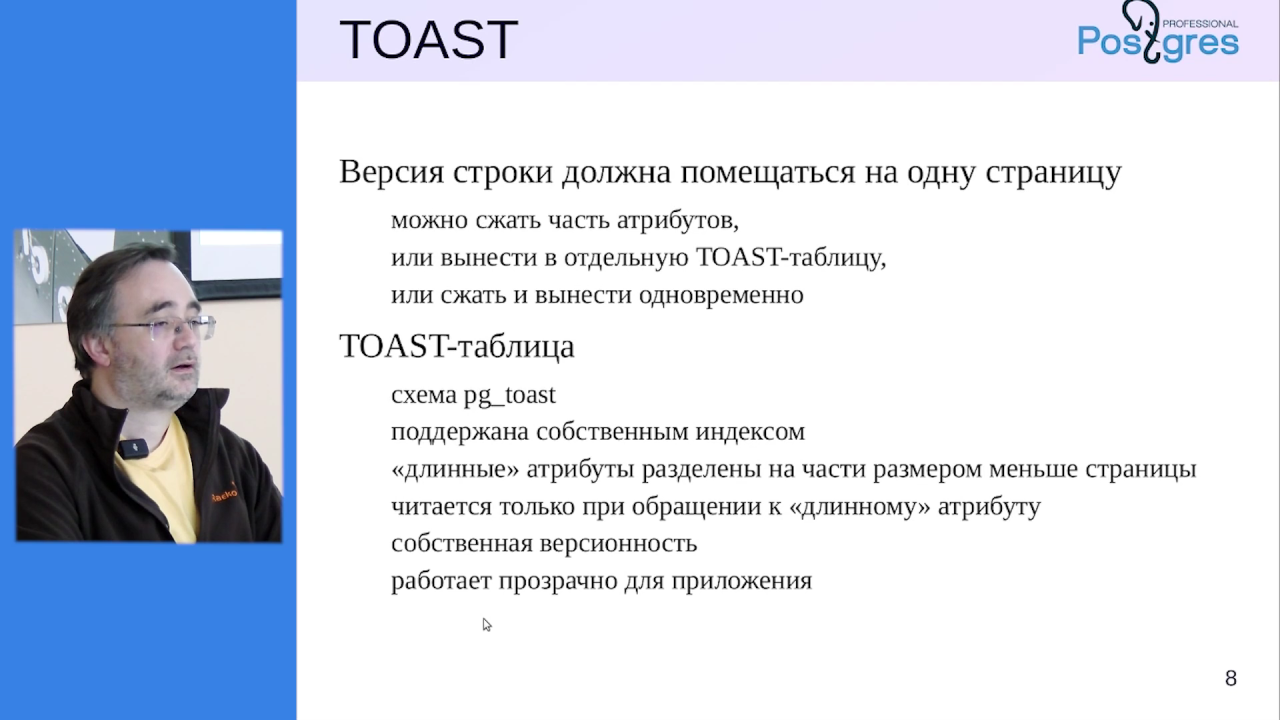 TOAST
PROFESSIONAL
Postgres
Версия строки должна помещаться на одну страницу
можно сжать часть атрибутов,
или вынести в отдельную TOAST-таблицу,
или сжать и вынести одновременно
TOAST-таблица
схема pg_toast
поддержана собственным индексом
«длинные» атрибуты разделены на части размером меньше страницы
читается только при обращении к «длинному» атрибуту
собственная версионность
работает прозрачно для приложения
8